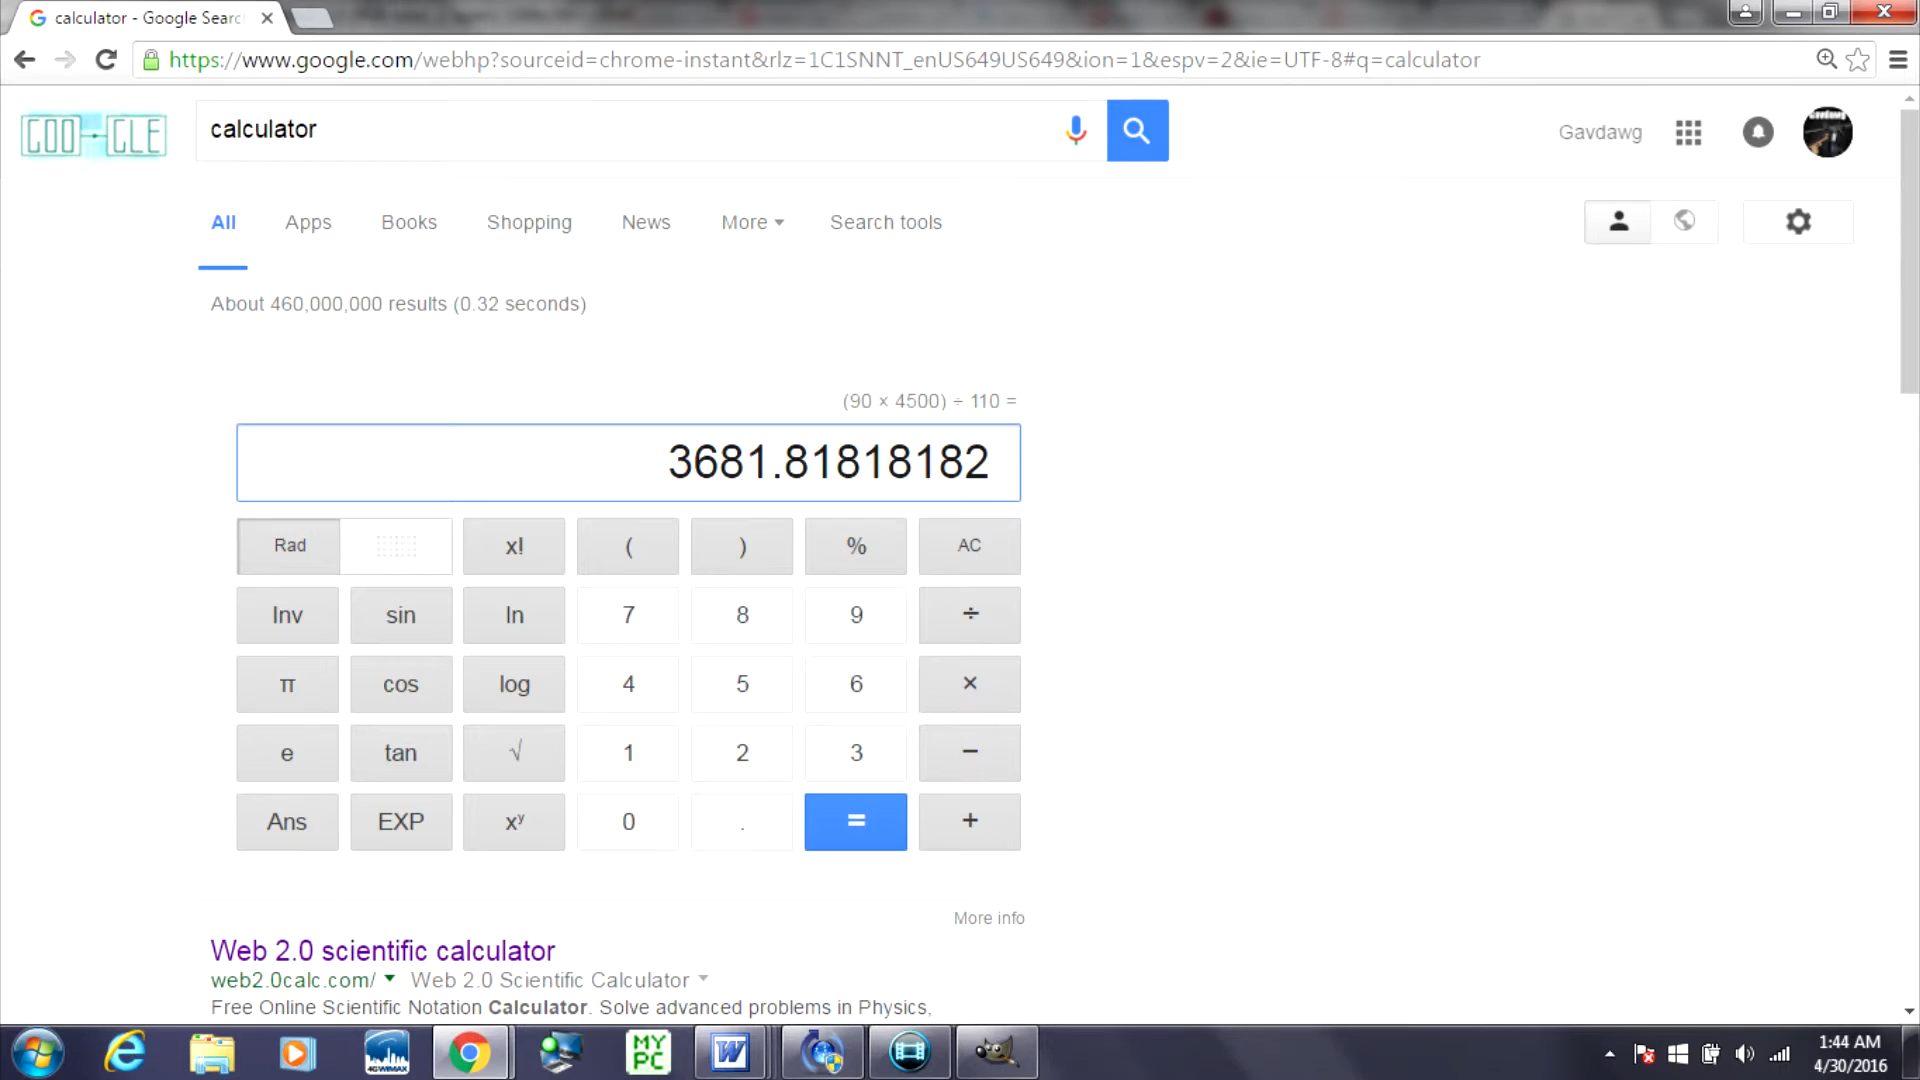 calculator - Google Searc
https://www.google.com/webhp?sourceid=chrome-instant&rlz=1C1SNNT_enUS649US649&ion=1&espv=2&ie=UTF-8#q=calculator
GOOGLE calculator Gavdawg
All Apps Books Shopping News More Search tools
About 460,000,000 results (0.32 seconds)
(90 × 4500) ÷ 110 =
3681.81818182
Rad x! ( ) % AC
Inv sin ln 7 8 9 ÷
π cos log 4 5 6 ×
e tan √ 1 2 3 −
Ans EXP xʸ 0 . = +
More info
Web 2.0 scientific calculator
web2.0calc.com/ Web 2.0 Scientific Calculator
Free Online Scientific Notation Calculator. Solve advanced problems in Physics,
4G WIMAX
MY
PC
W
1:44 AM
4/30/2016